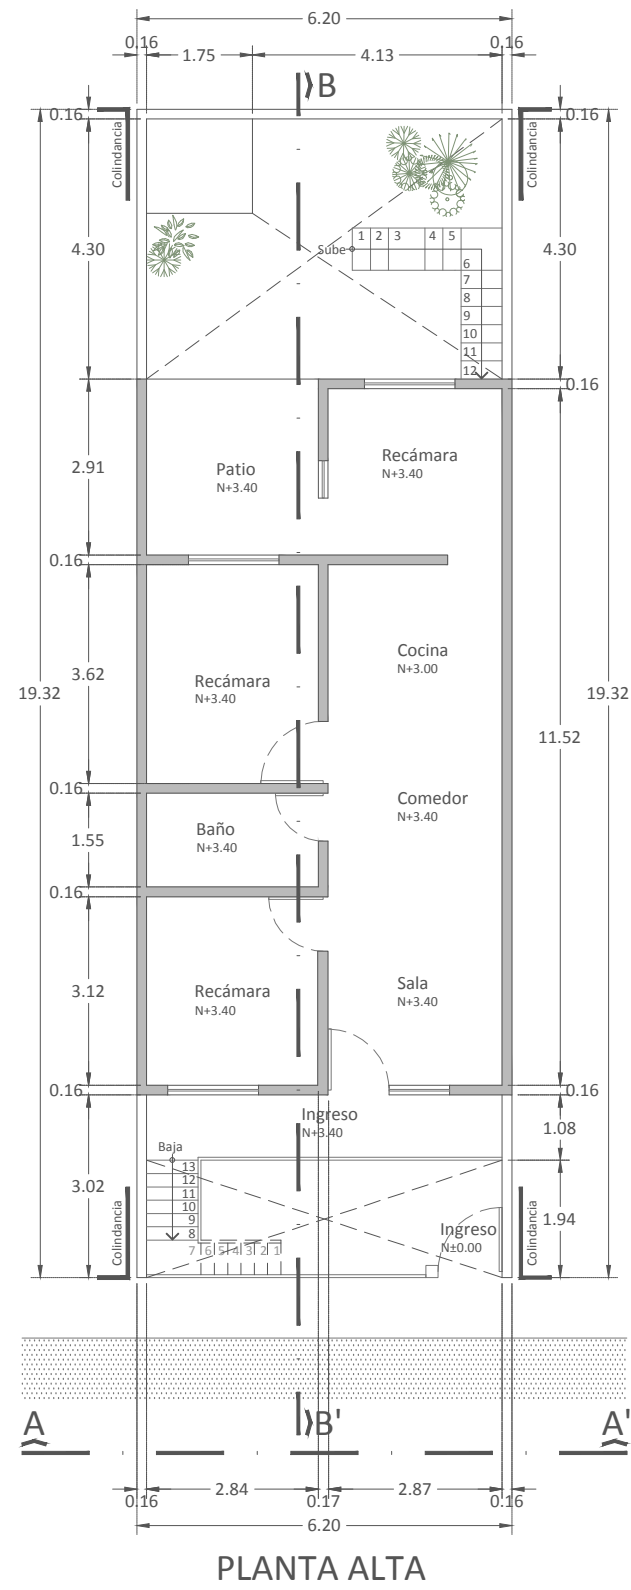 6.20
0.16
0.16
1.75
4.13
B
0.16
0.16
Colindancia
Colindancia
1 2 3 4 5
Sube
4.30
4.30
6
7
8
9
10
11
12
0.16
Recámara
N+3.40
Patio
N+3.40
2.91
0.16
Cocina
N+3.00
3.62
Recámara
N+3.40
19.32
19.32
11.52
0.16
Comedor
N+3.40
Baño
N+3.40
1.55
0.16
Sala
N+3.40
3.12
Recámara
N+3.40
0.16
0.16
Ingreso
N+3.40
1.08
Baja
13
12
11
10
9
8
3.02
1.94
Ingreso
N±0.00
Colindancia
Colindancia
7 6 5 4 3 2 1
A
B'
A'
2.84
2.87
0.16
0.17
0.16
6.20
PLANTA ALTA